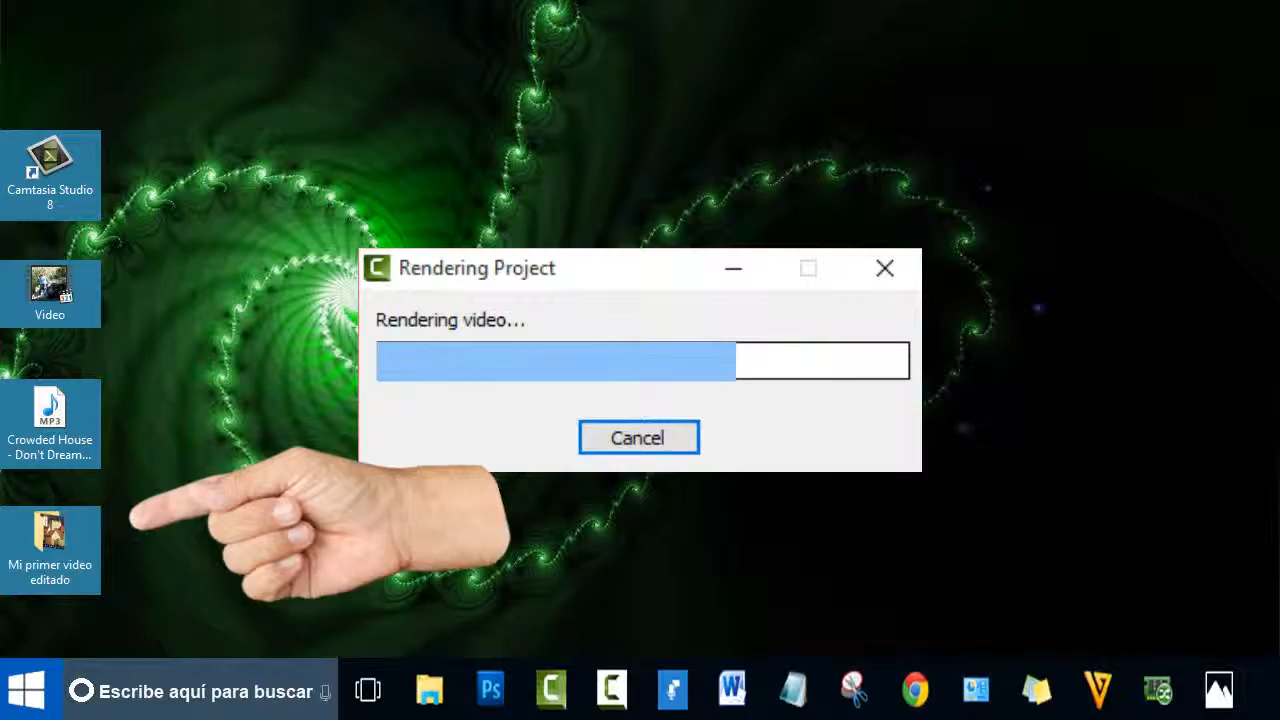 Camtasia Studio
8
Video
MP3
Crowded House
- Don't Dream...
Mi primer video
editado
Rendering Project
Rendering video...
Cancel
Escribe aquí para buscar